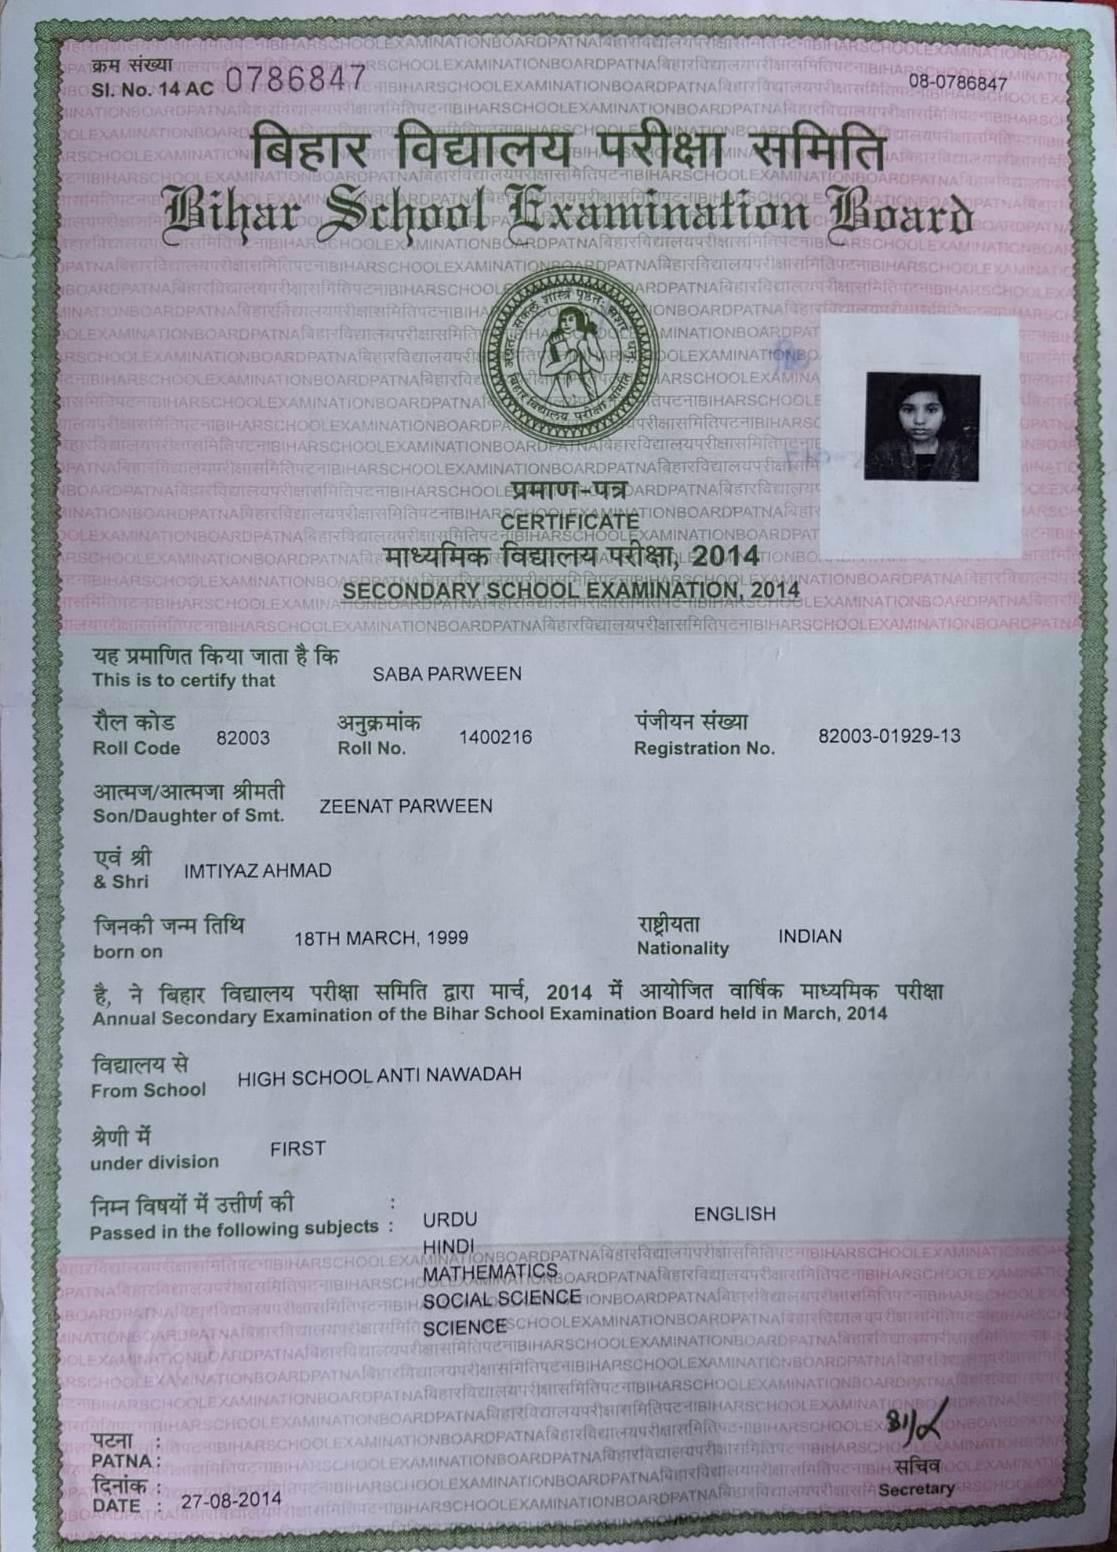 क्रम संख्या
Sl. No. 14 AC 0786847
08-0786847
बिहार विद्यालय परीक्षा समिति
Bihar School Examination Board
प्रमाण-पत्र
CERTIFICATE
माध्यमिक विद्यालय परीक्षा, 2014
SECONDARY SCHOOL EXAMINATION, 2014
यह प्रमाणित किया जाता है कि
This is to certify that SABA PARWEEN
रौल कोड अनुक्रमांक पंजीयन संख्या
Roll Code 82003 Roll No. 1400216 Registration No. 82003-01929-13
आत्मज/आत्मजा श्रीमती
Son/Daughter of Smt. ZEENAT PARWEEN
एवं श्री
& Shri IMTIYAZ AHMAD
जिनकी जन्म तिथि राष्ट्रीयता
born on 18TH MARCH, 1999 Nationality INDIAN
है, ने बिहार विद्यालय परीक्षा समिति द्वारा मार्च, 2014 में आयोजित वार्षिक माध्यमिक परीक्षा
Annual Secondary Examination of the Bihar School Examination Board held in March, 2014
विद्यालय से
From School HIGH SCHOOL ANTI NAWADAH
श्रेणी में
under division FIRST
निम्न विषयों में उत्तीर्ण की :
Passed in the following subjects : URDU ENGLISH
HINDI
MATHEMATICS
SOCIAL SCIENCE
SCIENCE
पटना :
PATNA :
दिनांक :
DATE : 27-08-2014
सचिव
Secretary